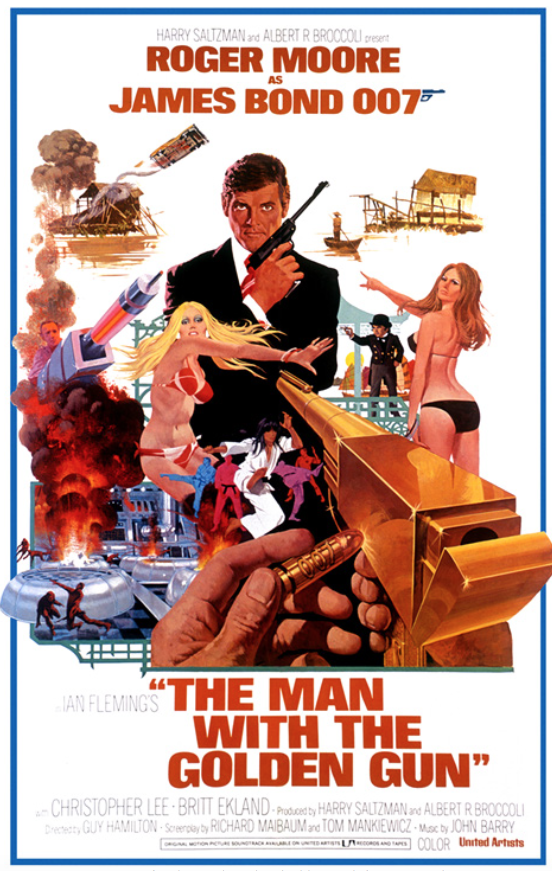 HARRY SALTZMAN and ALBERT R. BROCCOLI present
ROGER MOORE
AS
JAMES BOND 007
007
IAN FLEMING'S "THE MAN
WITH THE
GOLDEN GUN"
with CHRISTOPHER LEE · BRITT EKLAND · Produced by HARRY SALTZMAN and ALBERT R. BROCCOLI
Directed by GUY HAMILTON · Screenplay by RICHARD MAIBAUM and TOM MANKIEWICZ · Music by JOHN BARRY
ORIGINAL MOTION PICTURE SOUNDTRACK AVAILABLE ON UNITED ARTISTS UA RECORDS AND TAPES COLOR United Artists